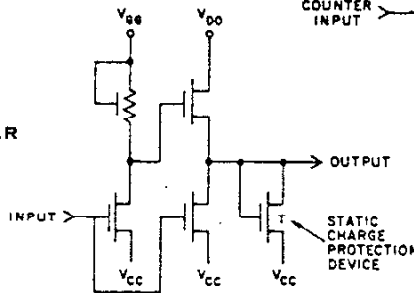 COUNTER
INPUT
VGG
VDD
R
OUTPUT
INPUT
STATIC
CHARGE
PROTECTION
DEVICE
VCC
VCC
VCC